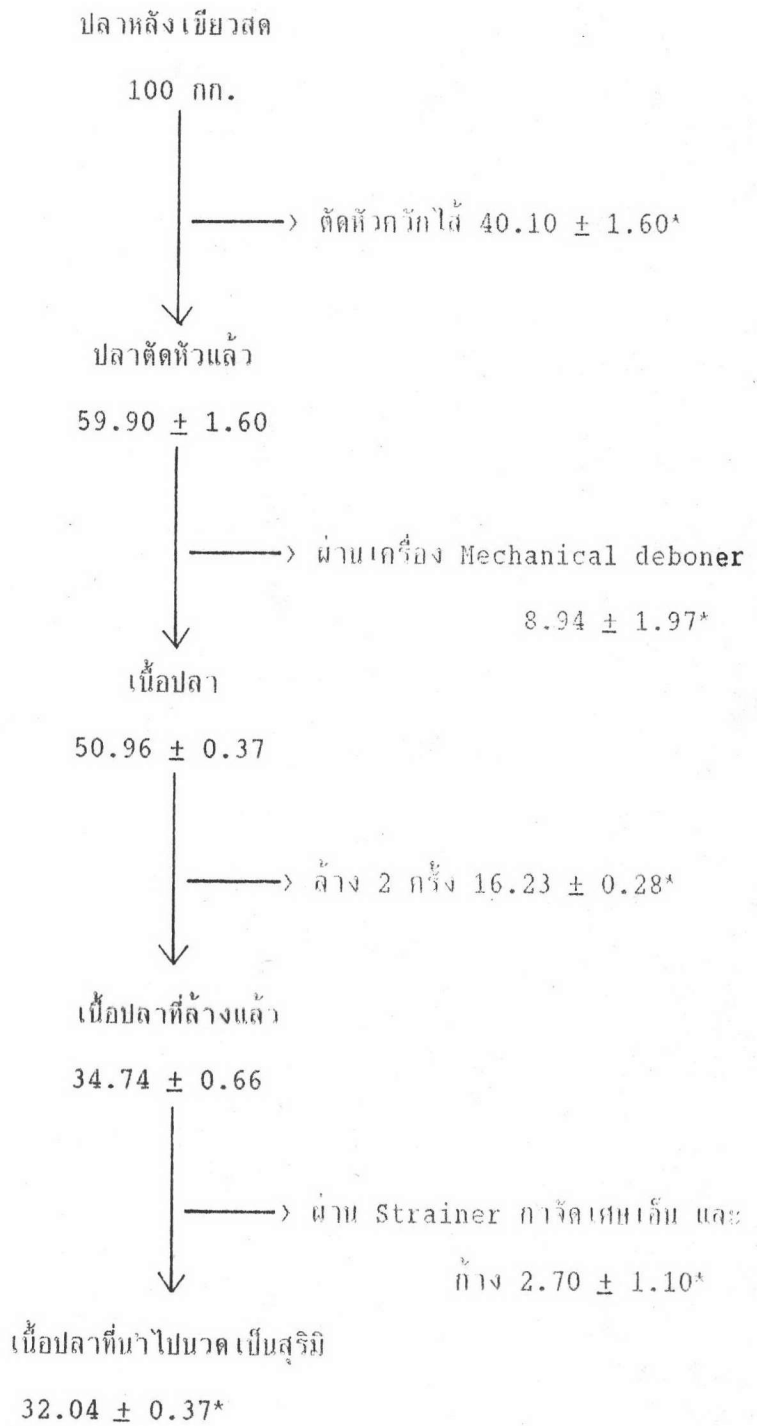 ปลาหลังเขียวสด
100 กก.
ตัดหัวควักไส้ 40.10 ± 1.60*
ปลาตัดหัวแล้ว
59.90 ± 1.60
ผ่านเครื่อง Mechanical deboner
8.94 ± 1.97*
เนื้อปลา
50.96 ± 0.37
ล้าง 2 ครั้ง 16.23 ± 0.28*
เนื้อปลาที่ล้างแล้ว
34.74 ± 0.66
ผ่าน Strainer กำจัดเศษเอ็น และ
ก้าง 2.70 ± 1.10*
เนื้อปลาที่นำไปนวดเป็นสุริมิ
32.04 ± 0.37*